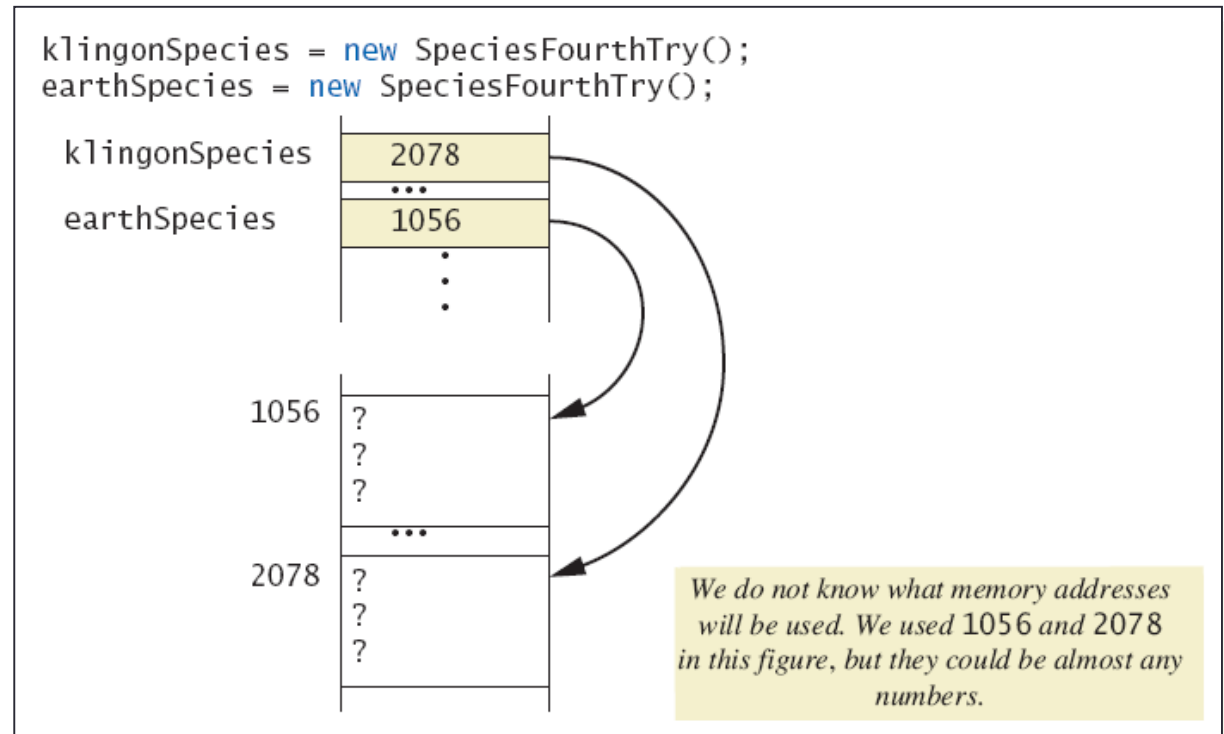 klingonSpecies = new SpeciesFourthTry();
earthSpecies = new SpeciesFourthTry();
klingonSpecies 2078
•••
earthSpecies 1056
1056 ?
?
?
•••
2078 ?
?
?
We do not know what memory addresses
will be used. We used 1056 and 2078
in this figure, but they could be almost any
numbers.